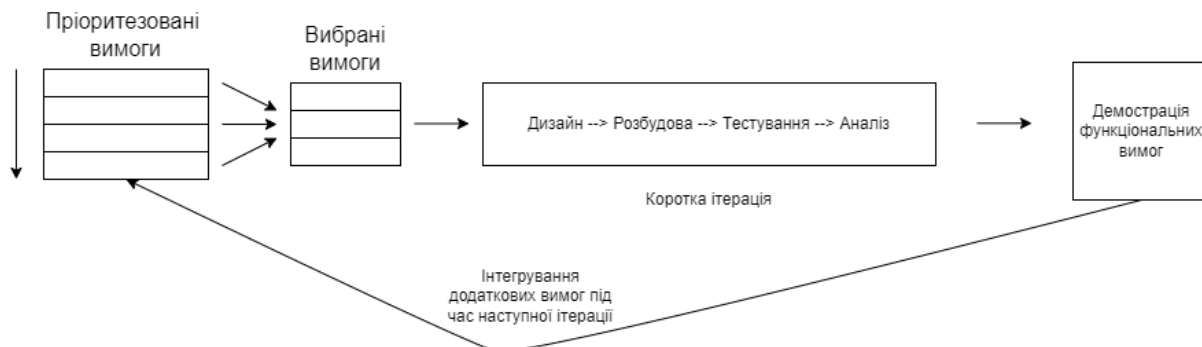 Пріоритезовані
вимоги
Вибрані
вимоги
Дизайн --> Розбудова --> Тестування --> Аналіз
Коротка ітерація
Демострація
функціональних
вимог
Інтегрування
додаткових вимог під
час наступної ітерації